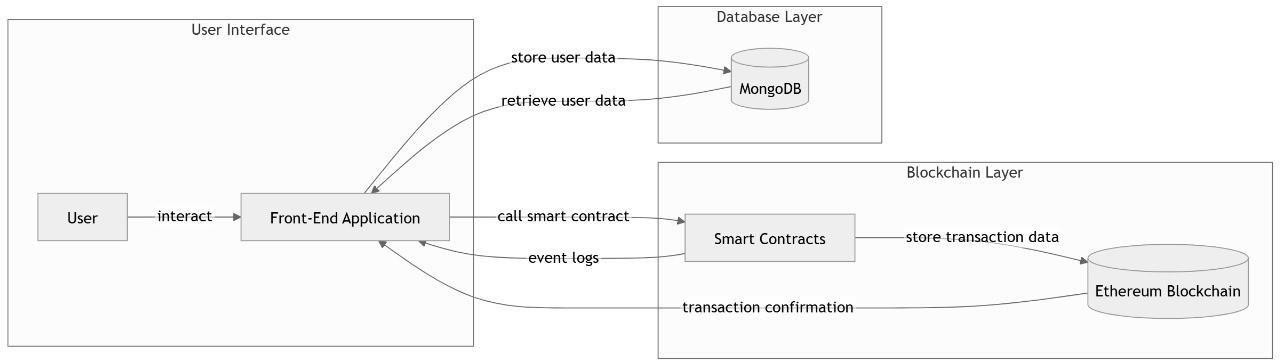 User Interface
Database Layer
store user data
MongoDB
retrieve user data
Blockchain Layer
User
interact
Front-End Application
call smart contract
Smart Contracts
store transaction data
event logs
Ethereum Blockchain
transaction confirmation